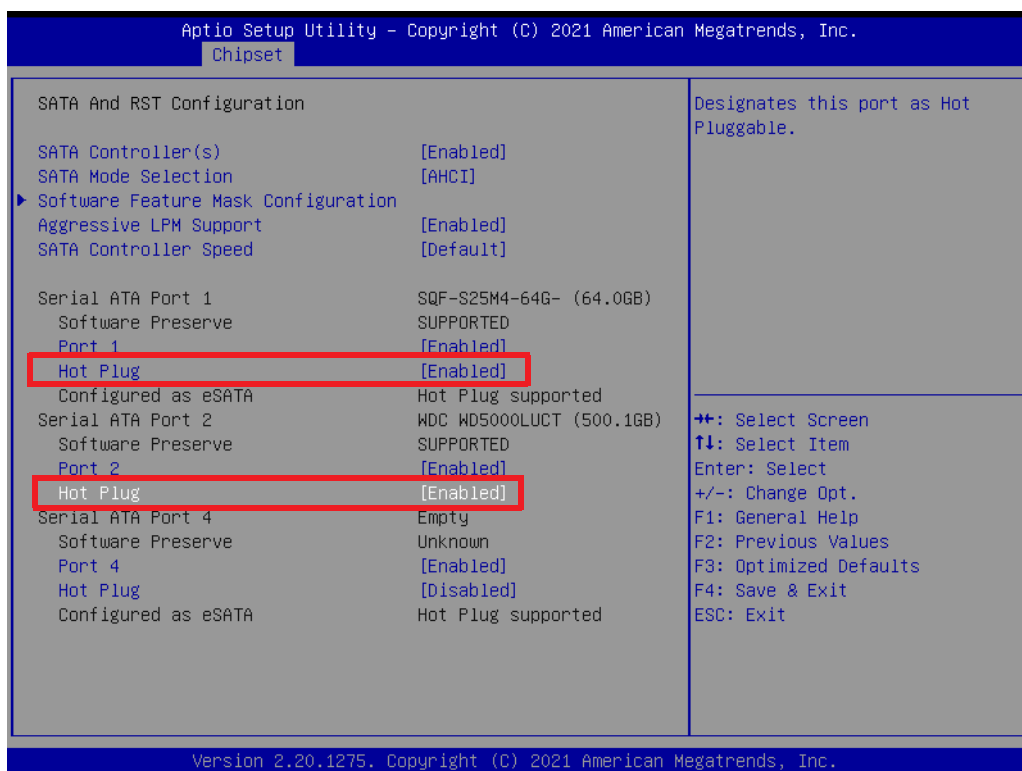 Aptio Setup Utility – Copyright (C) 2021 American Megatrends, Inc.
Chipset
SATA And RST Configuration
SATA Controller(s) [Enabled]
SATA Mode Selection [AHCI]
Software Feature Mask Configuration
Aggressive LPM Support [Enabled]
SATA Controller Speed [Default]
Serial ATA Port 1 SQF-S25M4-64G- (64.0GB)
Software Preserve SUPPORTED
Port 1 [Enabled]
Hot Plug [Enabled]
Configured as eSATA Hot Plug supported
Serial ATA Port 2 WDC WD5000LUCT (500.1GB)
Software Preserve SUPPORTED
Port 2 [Enabled]
Hot Plug [Enabled]
Serial ATA Port 4 Empty
Software Preserve Unknown
Port 4 [Enabled]
Hot Plug [Disabled]
Configured as eSATA Hot Plug supported
Designates this port as Hot
Pluggable.
→←: Select Screen
↑↓: Select Item
Enter: Select
+/-: Change Opt.
F1: General Help
F2: Previous Values
F3: Optimized Defaults
F4: Save & Exit
ESC: Exit
Version 2.20.1275. Copyright (C) 2021 American Megatrends, Inc.